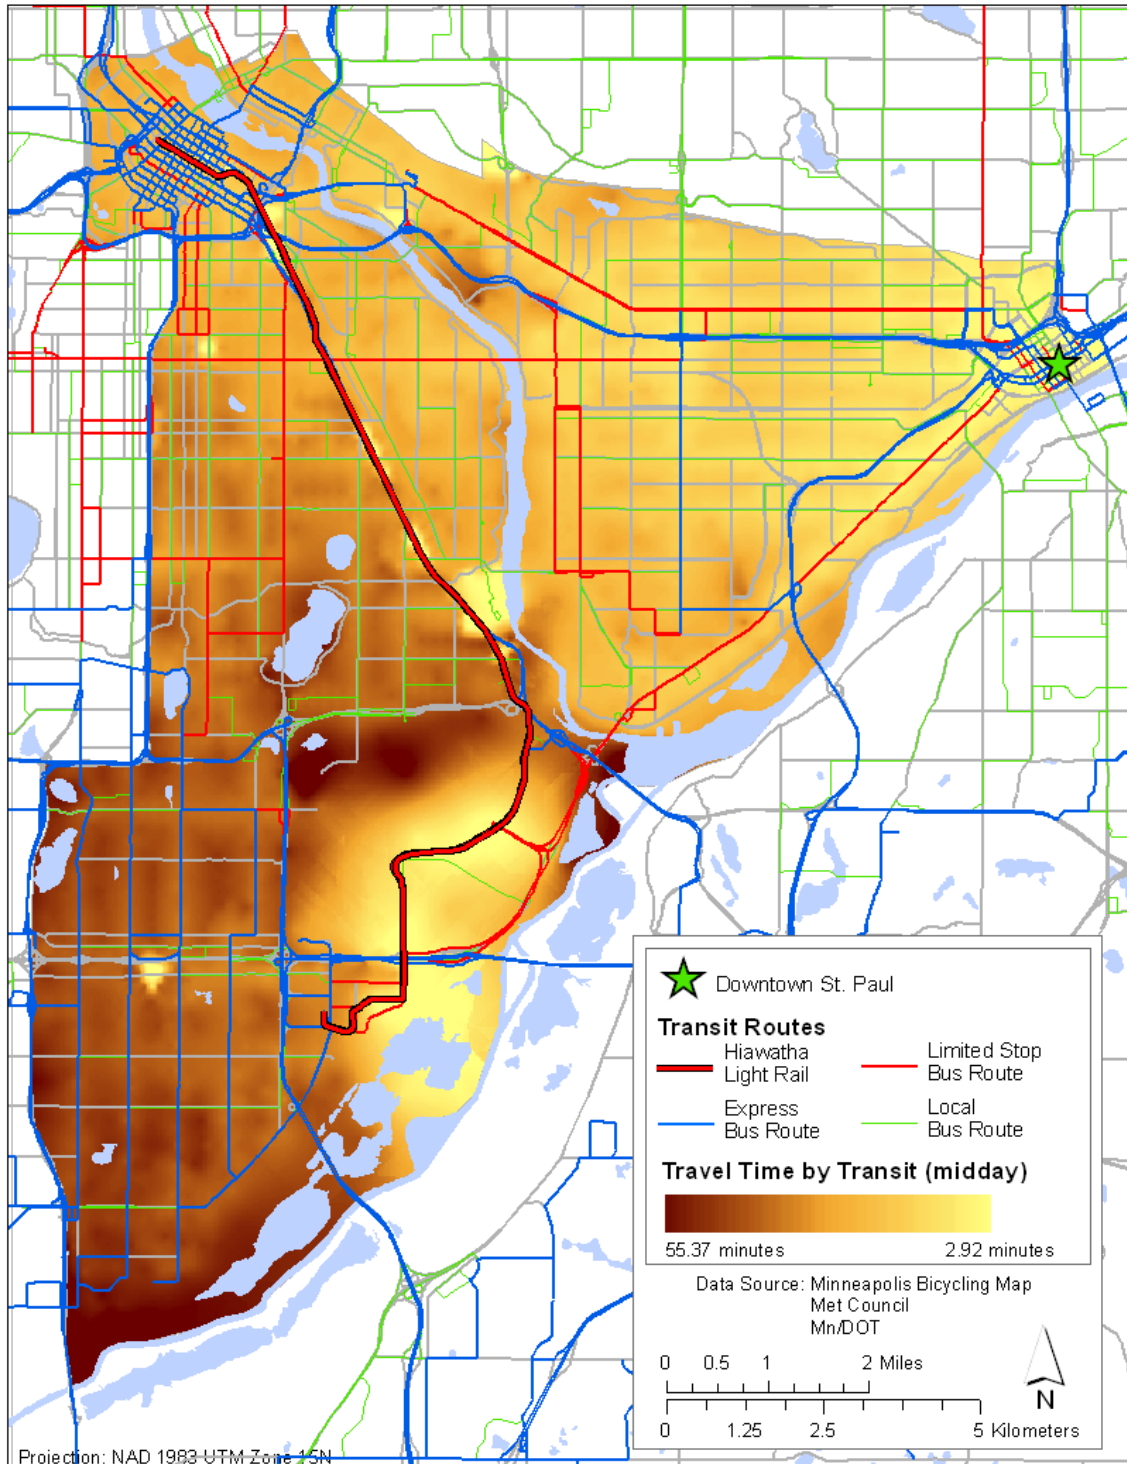 Downtown St. Paul
Transit Routes
Hiawatha
Light Rail
Limited Stop
Bus Route
Express
Bus Route
Local
Bus Route
Travel Time by Transit (midday)
55.37 minutes
2.92 minutes
Data Source: Minneapolis Bicycling Map
Met Council
Mn/DOT
0 0.5 1 2 Miles
0 1.25 2.5 5 Kilometers
N
Projection: NAD 1983 UTM Zone 15N